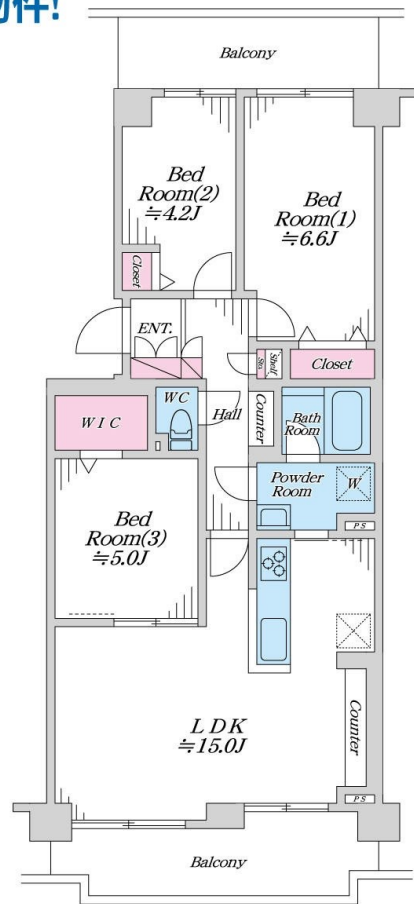 物件!
Balcony
Bed
Room(2)
≒4.2J
Bed
Room(1)
≒6.6J
Closet
ENT.
Sto.
Shelf
Closet
WIC
WC
Hall
Counter
Bath
Room
Powder
Room
W
PS
Bed
Room(3)
≒5.0J
LDK
≒15.0J
Counter
PS
Balcony